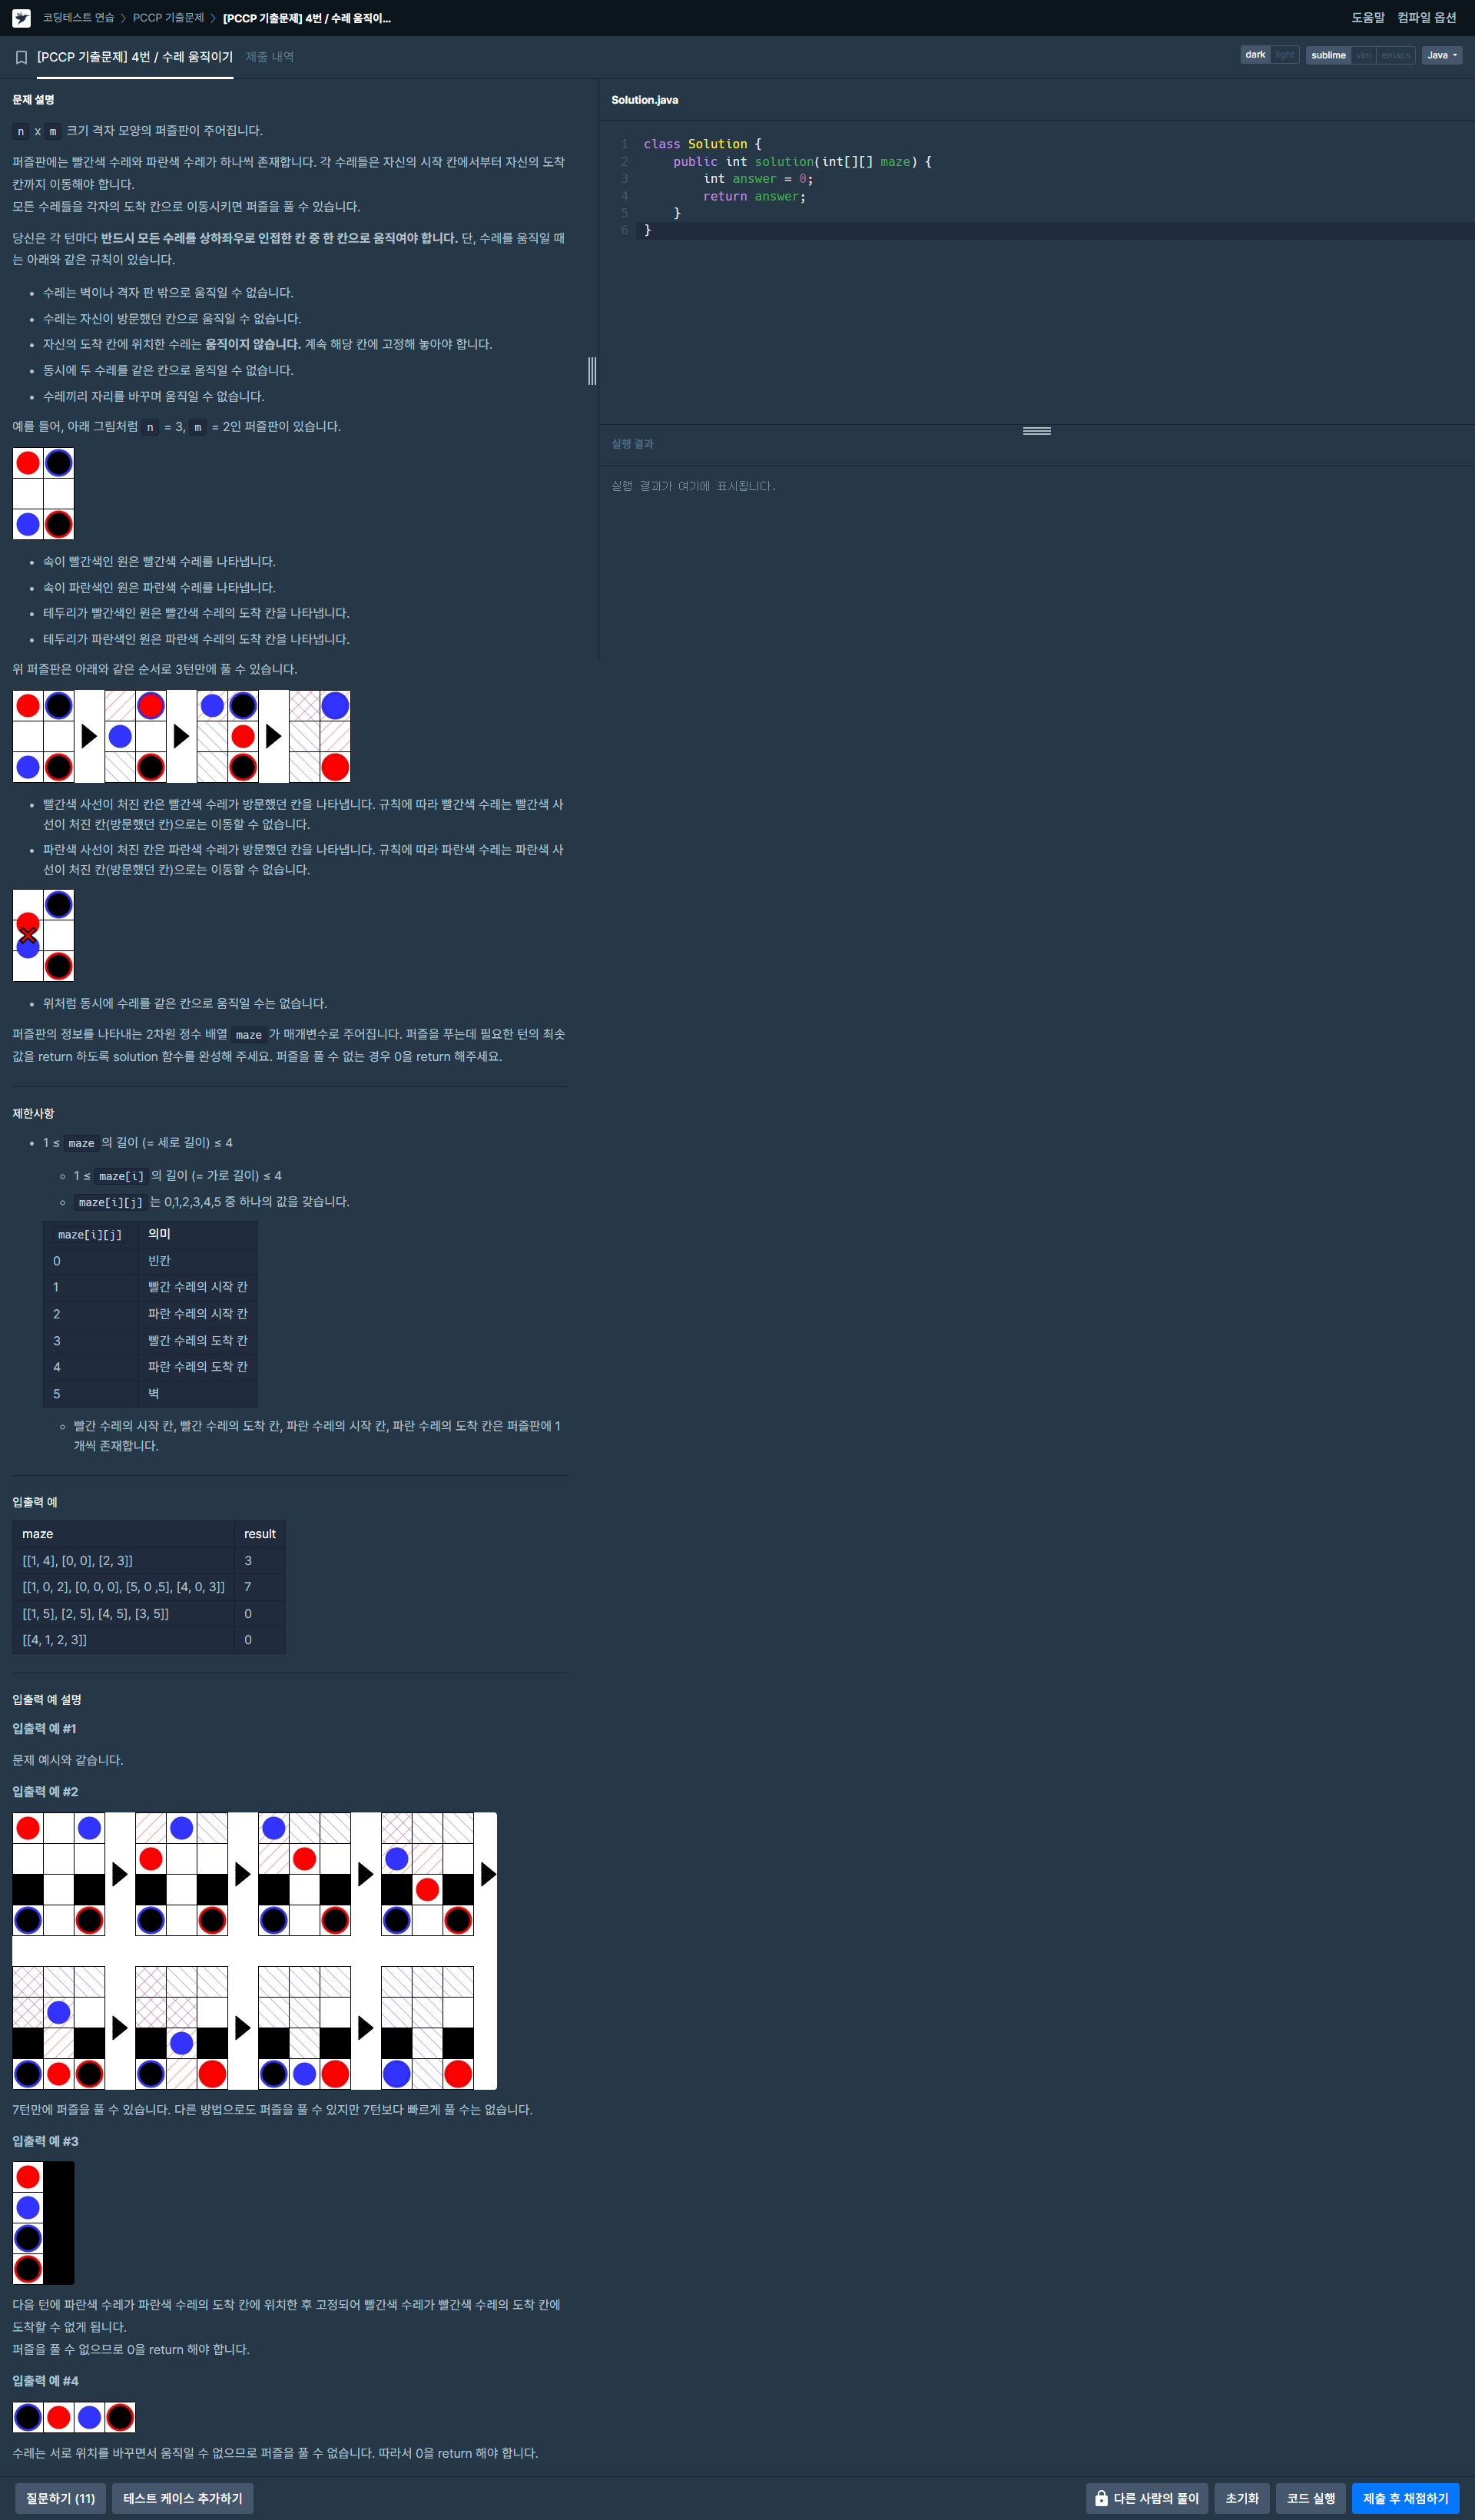 코딩테스트 연습 > PCCP 기출문제 > [PCCP 기출문제] 4번 / 수레 움직이... 도움말 컴파일 옵션
[PCCP 기출문제] 4번 / 수레 움직이기 제출 내역 dark light sublime vim emacs Java
문제 설명
n x m 크기 격자 모양의 퍼즐판이 주어집니다.
퍼즐판에는 빨간색 수레와 파란색 수레가 하나씩 존재합니다. 각 수레들은 자신의 시작 칸에서부터 자신의 도착
칸까지 이동해야 합니다.
모든 수레들을 각자의 도착 칸으로 이동시키면 퍼즐을 풀 수 있습니다.
당신은 각 턴마다 반드시 모든 수레를 상하좌우로 인접한 칸 중 한 칸으로 움직여야 합니다. 단, 수레를 움직일 때
는 아래와 같은 규칙이 있습니다.
• 수레는 벽이나 격자 판 밖으로 움직일 수 없습니다.
• 수레는 자신이 방문했던 칸으로 움직일 수 없습니다.
• 자신의 도착 칸에 위치한 수레는 움직이지 않습니다. 계속 해당 칸에 고정해 놓아야 합니다.
• 동시에 두 수레를 같은 칸으로 움직일 수 없습니다.
• 수레끼리 자리를 바꾸며 움직일 수 없습니다.
예를 들어, 아래 그림처럼 n = 3, m = 2인 퍼즐판이 있습니다.
• 속이 빨간색인 원은 빨간색 수레를 나타냅니다.
• 속이 파란색인 원은 파란색 수레를 나타냅니다.
• 테두리가 빨간색인 원은 빨간색 수레의 도착 칸을 나타냅니다.
• 테두리가 파란색인 원은 파란색 수레의 도착 칸을 나타냅니다.
위 퍼즐판은 아래와 같은 순서로 3턴만에 풀 수 있습니다.
• 빨간색 사선이 처진 칸은 빨간색 수레가 방문했던 칸을 나타냅니다. 규칙에 따라 빨간색 수레는 빨간색 사
선이 처진 칸(방문했던 칸)으로는 이동할 수 없습니다.
• 파란색 사선이 처진 칸은 파란색 수레가 방문했던 칸을 나타냅니다. 규칙에 따라 파란색 수레는 파란색 사
선이 처진 칸(방문했던 칸)으로는 이동할 수 없습니다.
• 위처럼 동시에 수레를 같은 칸으로 움직일 수는 없습니다.
퍼즐판의 정보를 나타내는 2차원 정수 배열 maze 가 매개변수로 주어집니다. 퍼즐을 푸는데 필요한 턴의 최솟
값을 return 하도록 solution 함수를 완성해 주세요. 퍼즐을 풀 수 없는 경우 0을 return 해주세요.
제한사항
• 1 ≤ maze 의 길이 (= 세로 길이) ≤ 4
◦ 1 ≤ maze[i] 의 길이 (= 가로 길이) ≤ 4
◦ maze[i][j] 는 0,1,2,3,4,5 중 하나의 값을 갖습니다.
maze[i][j] 의미
0 빈칸
1 빨간 수레의 시작 칸
2 파란 수레의 시작 칸
3 빨간 수레의 도착 칸
4 파란 수레의 도착 칸
5 벽
◦ 빨간 수레의 시작 칸, 빨간 수레의 도착 칸, 파란 수레의 시작 칸, 파란 수레의 도착 칸은 퍼즐판에 1
개씩 존재합니다.
입출력 예
maze result
[[1, 4], [0, 0], [2, 3]] 3
[[1, 0, 2], [0, 0, 0], [5, 0 ,5], [4, 0, 3]] 7
[[1, 5], [2, 5], [4, 5], [3, 5]] 0
[[4, 1, 2, 3]] 0
입출력 예 설명
입출력 예 #1
문제 예시와 같습니다.
입출력 예 #2
7턴만에 퍼즐을 풀 수 있습니다. 다른 방법으로도 퍼즐을 풀 수 있지만 7턴보다 빠르게 풀 수는 없습니다.
입출력 예 #3
다음 턴에 파란색 수레가 파란색 수레의 도착 칸에 위치한 후 고정되어 빨간색 수레가 빨간색 수레의 도착 칸에
도착할 수 없게 됩니다.
퍼즐을 풀 수 없으므로 0을 return 해야 합니다.
입출력 예 #4
수레는 서로 위치를 바꾸면서 움직일 수 없으므로 퍼즐을 풀 수 없습니다. 따라서 0을 return 해야 합니다.
Solution.java
1 class Solution {
2 public int solution(int[][] maze) {
3 int answer = 0;
4 return answer;
5 }
6 }
실행 결과
실행 결과가 여기에 표시됩니다.
질문하기 (11) 테스트 케이스 추가하기 다른 사람의 풀이 초기화 코드 실행 제출 후 채점하기